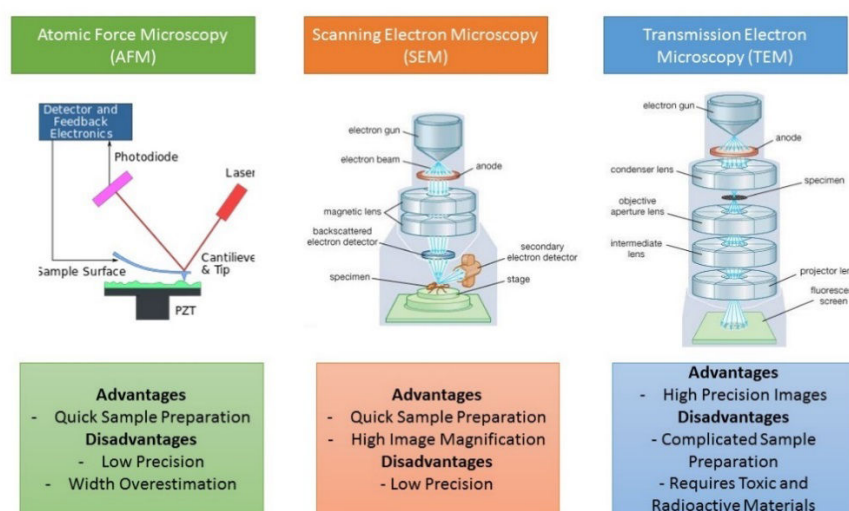 Atomic Force Microscopy
(AFM)
Scanning Electron Microscopy
(SEM)
Transmission Electron
Microscopy (TEM)
Detector and
Feedback
Electronics
Photodiode
Laser
Sample Surface
Cantileve
& Tip
PZT
electron gun
electron beam
anode
magnetic lens
backscattered
electron detector
secondary
electron detector
specimen
stage
electron gun
anode
condenser lens
specimen
objective
aperture lens
intermediate
lens
projector len
fluorescen
screen
Advantages
- Quick Sample Preparation
Disadvantages
- Low Precision
- Width Overestimation
Advantages
- Quick Sample Preparation
- High Image Magnification
Disadvantages
- Low Precision
Advantages
- High Precision Images
Disadvantages
- Complicated Sample
Preparation
- Requires Toxic and
Radioactive Materials